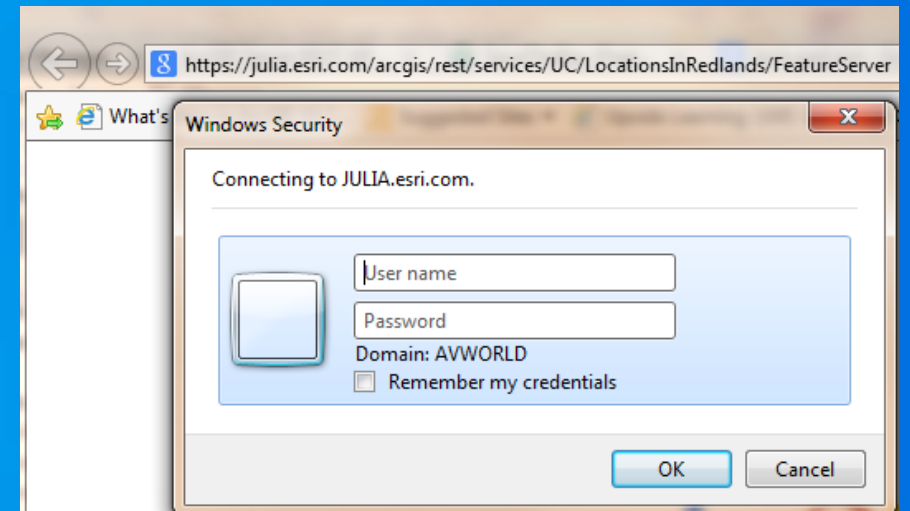 https://julia.esri.com/arcgis/rest/services/UC/LocationsInRedlands/FeatureServer
What's
Windows Security
Connecting to JULIA.esri.com.
User name
Password
Domain: AVWORLD
Remember my credentials
OK
Cancel